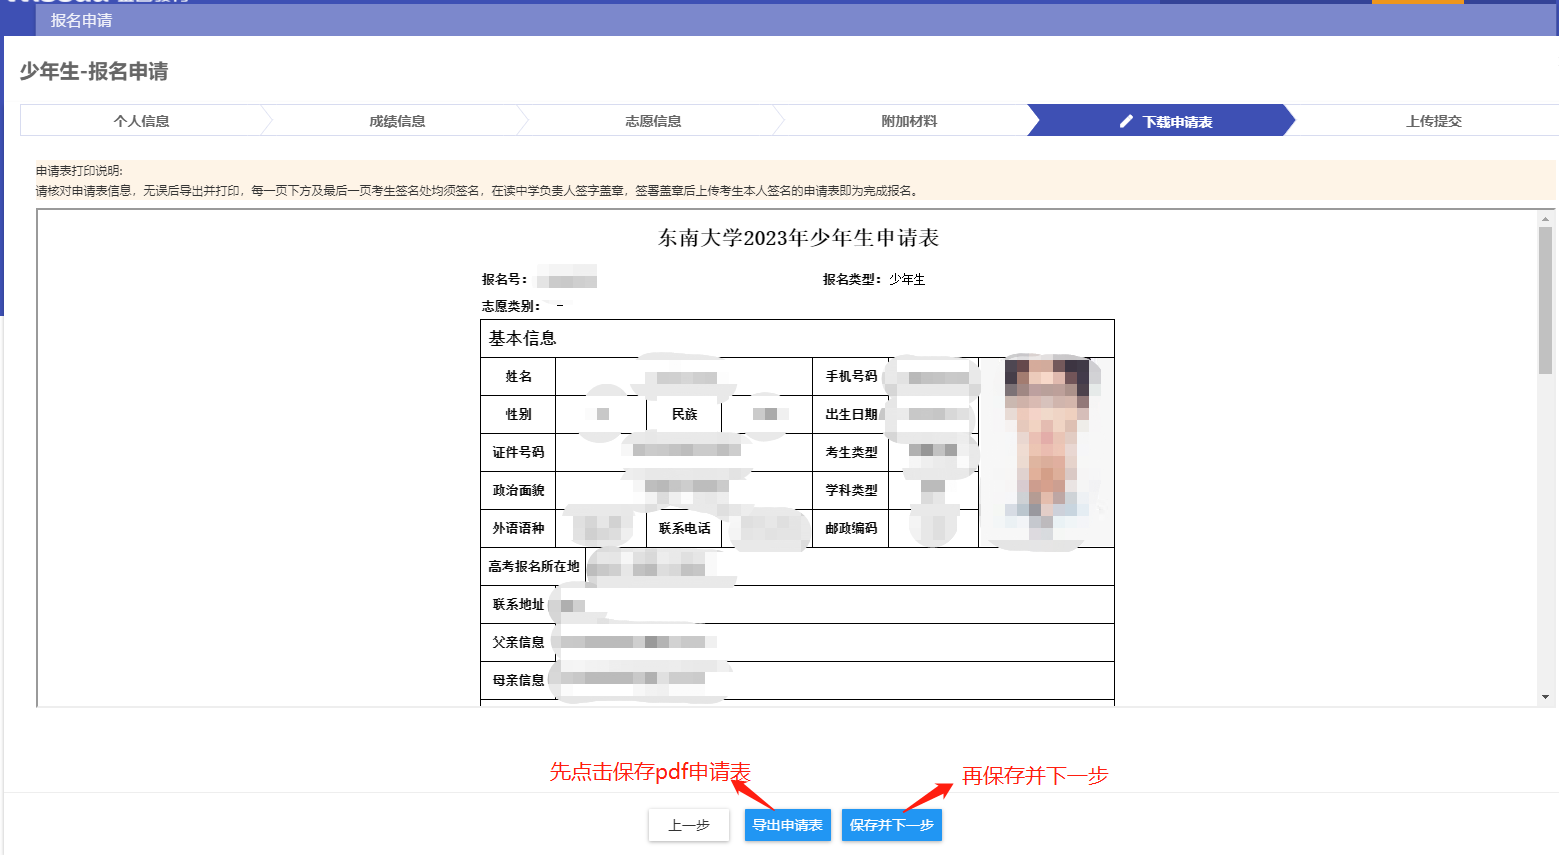 报名申请
少年生-报名申请
个人信息 成绩信息 志愿信息 附加材料 下载申请表 上传提交
申请表打印说明:
请核对申请表信息，无误后导出并打印，每一页下方及最后一页考生签名处均须签名，在读中学负责人签字盖章，签署盖章后上传考生本人签名的申请表即为完成报名。
东南大学2023年少年生申请表
报名号： 报名类型：少年生
志愿类别： -
基本信息
姓名 手机号码
性别 民族 出生日期
证件号码 考生类型
政治面貌 学科类型
外语语种 联系电话 邮政编码
高考报名所在地
联系地址
父亲信息
母亲信息
先点击保存pdf申请表 再保存并下一步
上一步 导出申请表 保存并下一步